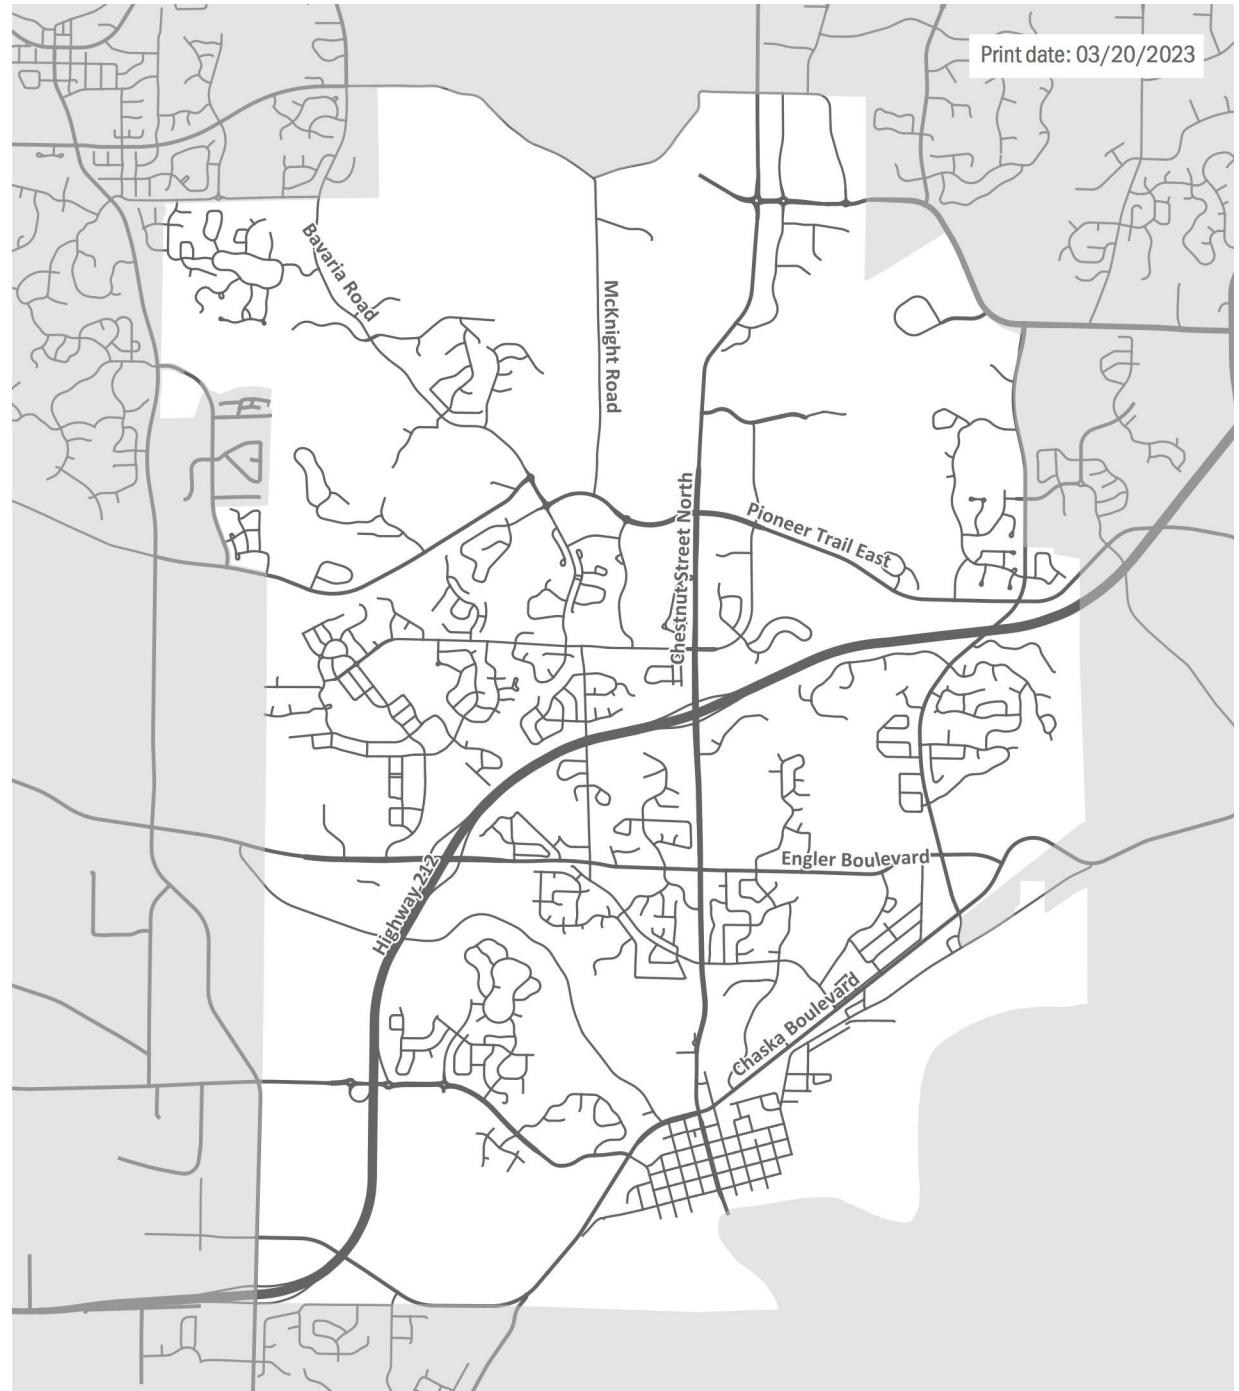 Print date: 03/20/2023
Bavaria Road
McKnight Road
Chestnut Street North
Pioneer Trail East
Engler Boulevard
Highway 212
Chaska Boulevard